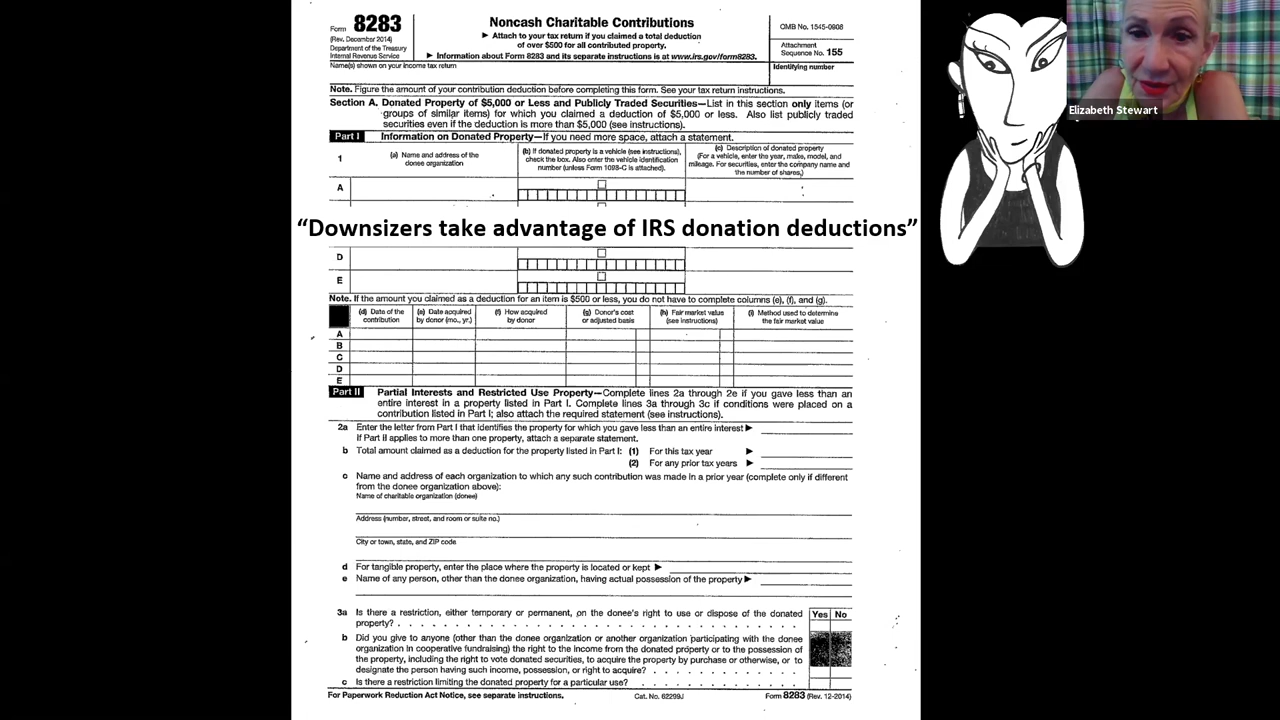 Form 8283
(Rev. December 2014)
Department of the Treasury
Internal Revenue Service
Noncash Charitable Contributions
▶ Attach to your tax return if you claimed a total deduction
of over $500 for all contributed property.
▶ Information about Form 8283 and its separate instructions is at www.irs.gov/form8283.
OMB No. 1545-0908
Attachment
Sequence No. 155
Name(s) shown on your income tax return
Identifying number
Elizabeth Stewart
Note. Figure the amount of your contribution deduction before completing this form. See your tax return instructions.
Section A. Donated Property of $5,000 or Less and Publicly Traded Securities—List in this section only items (or
groups of similar items) for which you claimed a deduction of $5,000 or less. Also list publicly traded
securities even if the deduction is more than $5,000 (see instructions).
Part I Information on Donated Property—If you need more space, attach a statement.
1
(a) Name and address of the
donee organization
(b) If donated property is a vehicle (see instructions),
check the box. Also enter the vehicle identification
number (unless Form 1098-C is attached).
(c) Description of donated property
(For a vehicle, enter the year, make, model, and
mileage. For securities, enter the company name and
the number of shares.)
A
“Downsizers take advantage of IRS donation deductions”
D
E
Note. If the amount you claimed as a deduction for an item is $500 or less, you do not have to complete columns (e), (f), and (g).
(d) Date of the
contribution
(e) Date acquired
by donor (mo., yr.)
(f) How acquired
by donor
(g) Donor's cost
or adjusted basis
(h) Fair market value
(see instructions)
(i) Method used to determine
the fair market value
A
B
C
D
E
Part II Partial Interests and Restricted Use Property—Complete lines 2a through 2e if you gave less than an
entire interest in a property listed in Part I. Complete lines 3a through 3c if conditions were placed on a
contribution listed in Part I; also attach the required statement (see instructions).
2a Enter the letter from Part I that identifies the property for which you gave less than an entire interest ▶
If Part II applies to more than one property, attach a separate statement.
b Total amount claimed as a deduction for the property listed in Part I: (1) For this tax year ▶
(2) For any prior tax years ▶
c Name and address of each organization to which any such contribution was made in a prior year (complete only if different
from the donee organization above):
Name of charitable organization (donee)
Address (number, street, and room or suite no.)
City or town, state, and ZIP code
d For tangible property, enter the place where the property is located or kept ▶
e Name of any person, other than the donee organization, having actual possession of the property ▶
3a Is there a restriction, either temporary or permanent, on the donee's right to use or dispose of the donated
property? . . . . . . . . . . . . . . . . . . . . . . . . . . . .
Yes No
b Did you give to anyone (other than the donee organization or another organization participating with the donee
organization in cooperative fundraising) the right to the income from the donated property or to the possession of
the property, including the right to vote donated securities, to acquire the property by purchase or otherwise, or to
designate the person having such income, possession, or right to acquire? . . . . . . . . . . .
c Is there a restriction limiting the donated property for a particular use? . . . . . . . . . . . .
For Paperwork Reduction Act Notice, see separate instructions.
Cat. No. 62299J
Form 8283 (Rev. 12-2014)